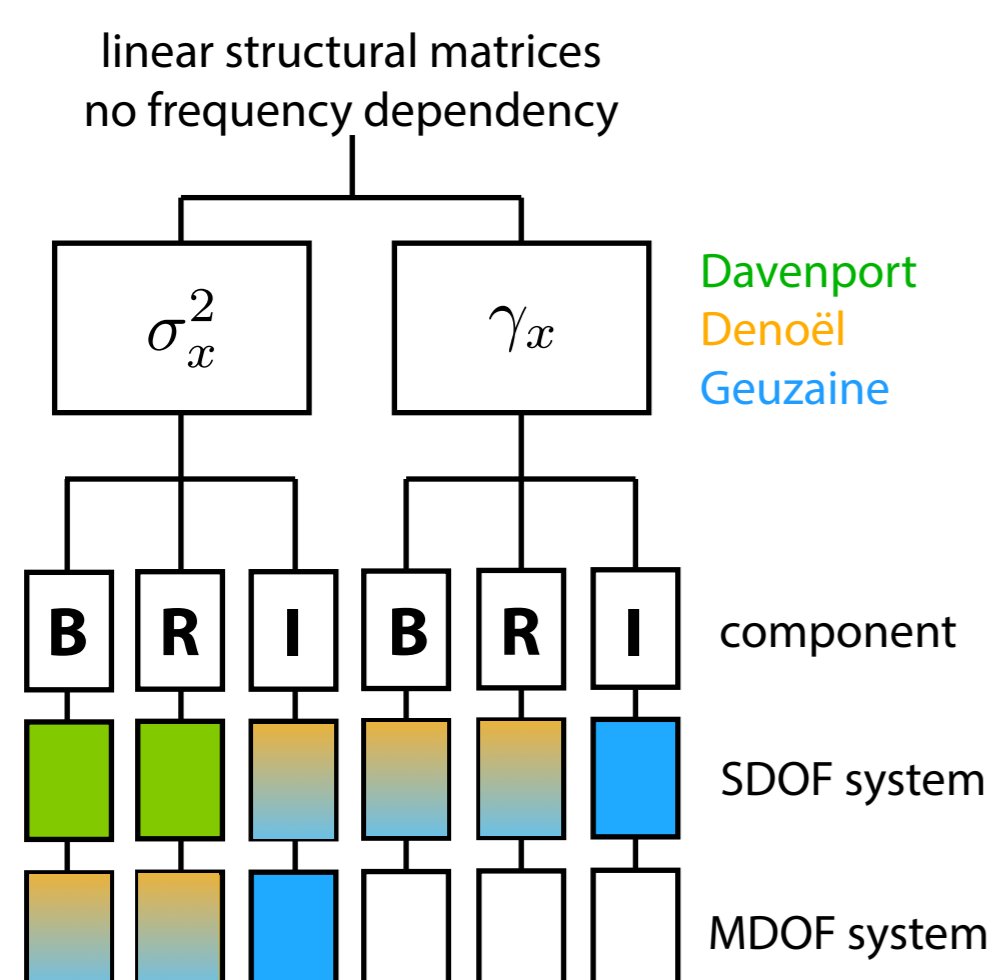 linear structural matrices
no frequency dependency
σ²ₓ
γₓ
Davenport
Denoël
Geuzaine
B R I B R I component
SDOF system
MDOF system